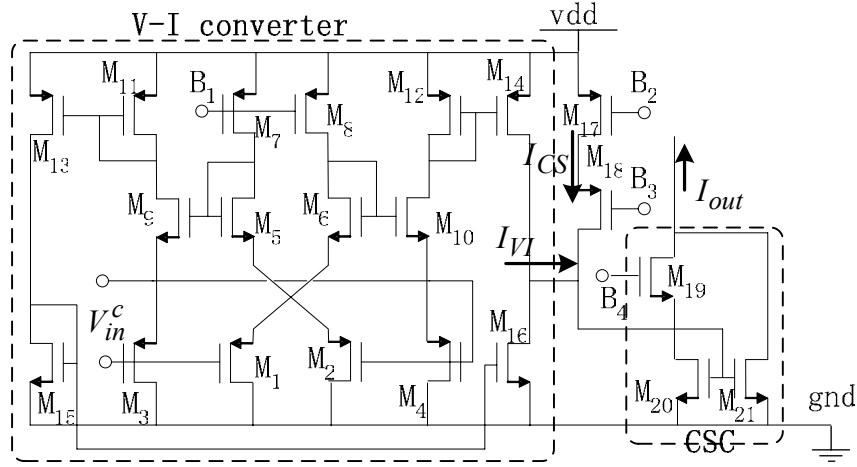 V-I converter
vdd
M11
B1
M12
M14
B2
M7
M8
M17
M13
ICS
M18
B3
M9
M5
M6
M10
Iout
IVI
B4
M19
Vinc
M16
M1
M2
M15
M3
M4
M20
M21
gnd
CSC